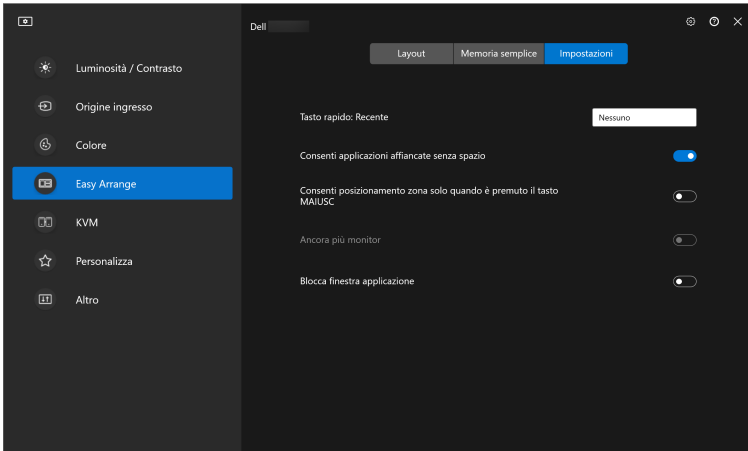 Dell
Layout
Memoria semplice
Impostazioni
Luminosità / Contrasto
Origine ingresso
Colore
Easy Arrange
KVM
Personalizza
Altro
Tasto rapido: Recente
Nessuno
Consenti applicazioni affiancate senza spazio
Consenti posizionamento zona solo quando è premuto il tasto
MAIUSC
Ancora più monitor
Blocca finestra applicazione